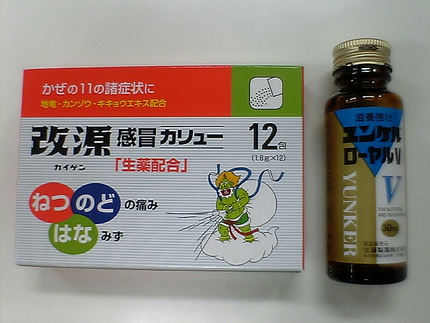 かぜの11の諸症状に
地竜・カンゾウ・キキョウエキス配合
改源 感冒カリュー 12包
カイゲン
(1.6g×12)
「生薬配合」
ねつ のど の痛み
はな みず
滋養強壮
ユンケル
ローヤルV
YUNKER
V
30mL